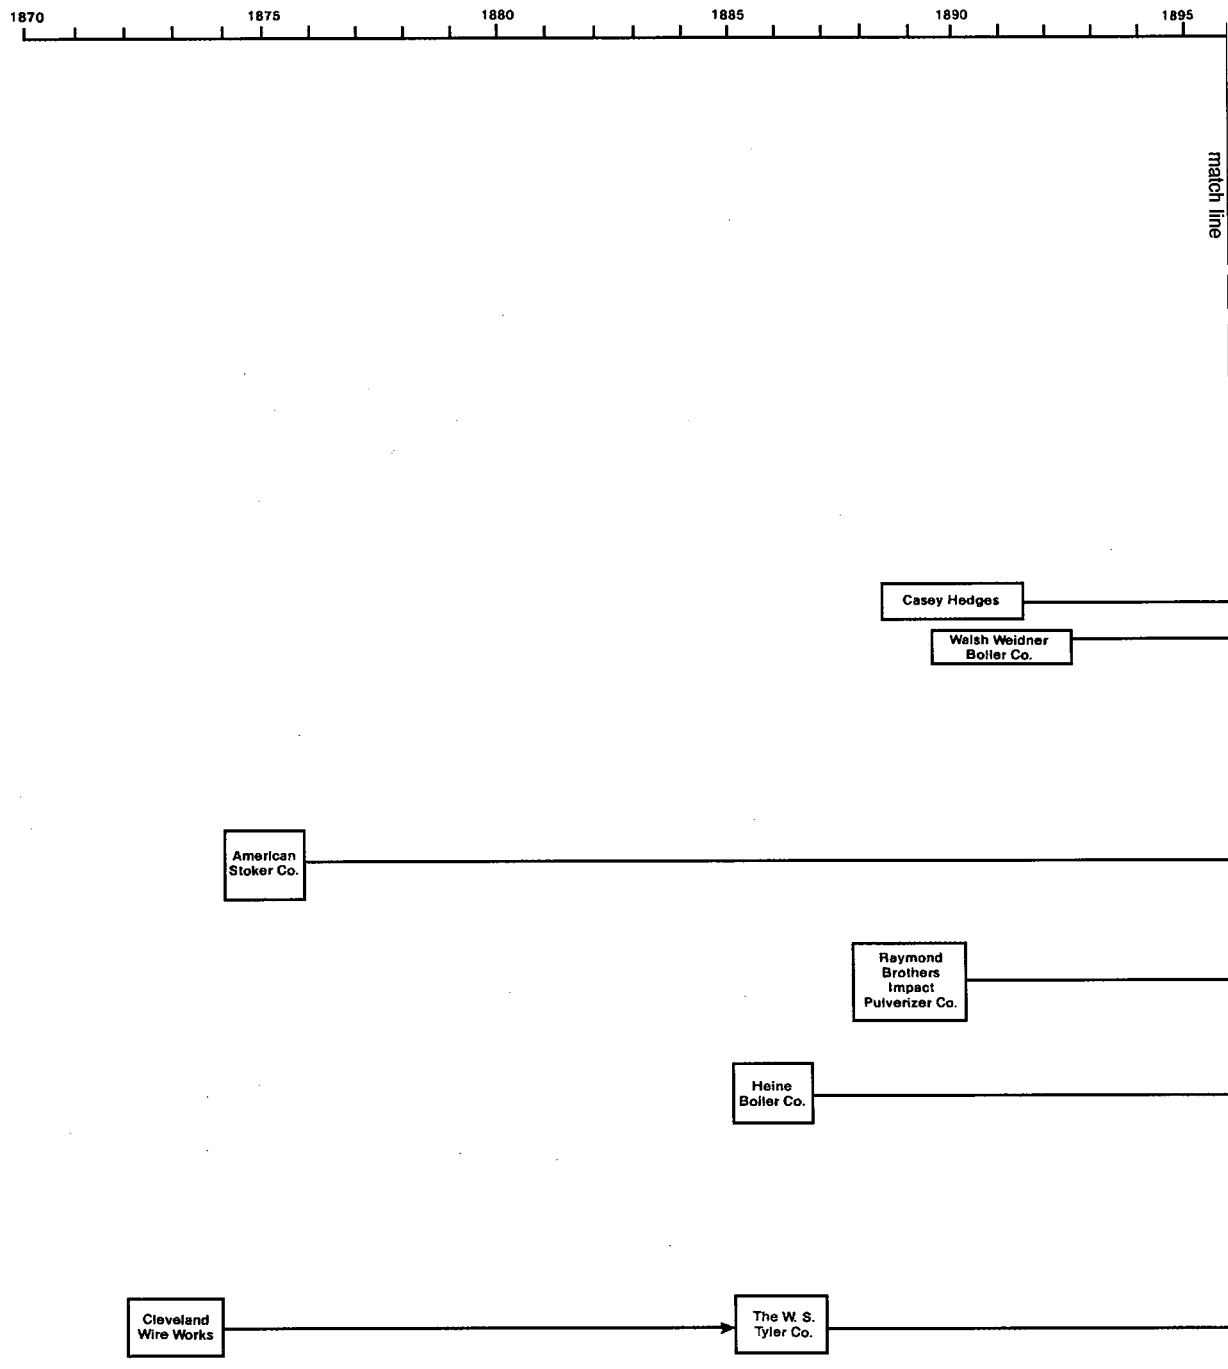 1870 1875 1880 1885 1890 1895
match line
Casey Hedges
Walsh Weidner
Boiler Co.
American
Stoker Co.
Raymond
Brothers
Impact
Pulverizer Co.
Heine
Boiler Co.
Cleveland
Wire Works
The W. S.
Tyler Co.